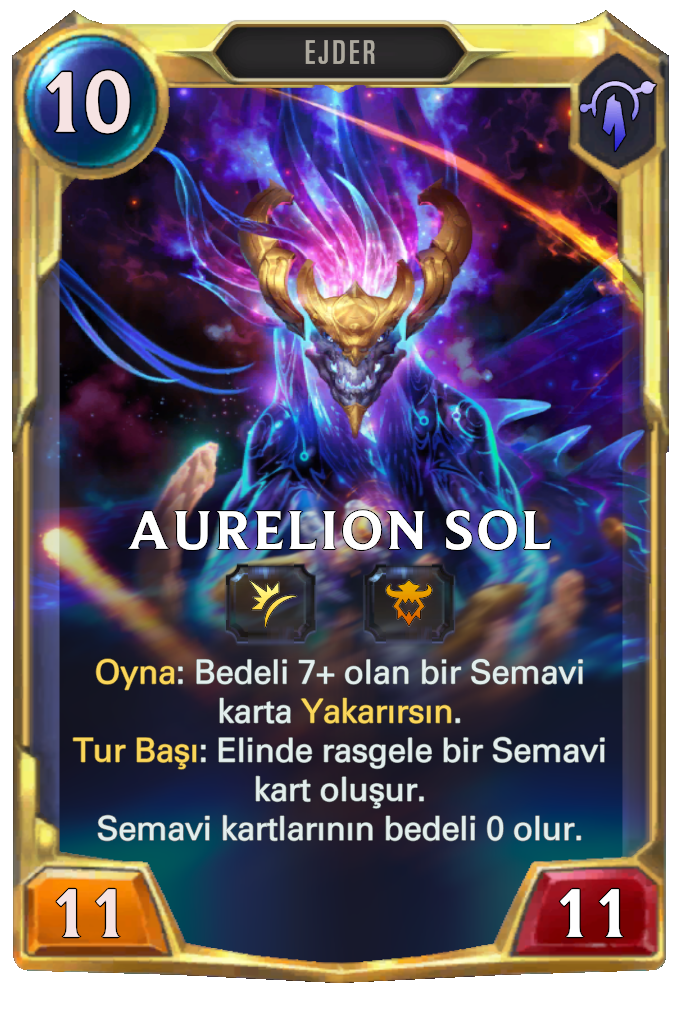 EJDER
10
AURELION SOL
Oyna: Bedeli 7+ olan bir Semavi
karta Yakarırsın.
Tur Başı: Elinde rasgele bir Semavi
kart oluşur.
Semavi kartlarının bedeli 0 olur.
11
11